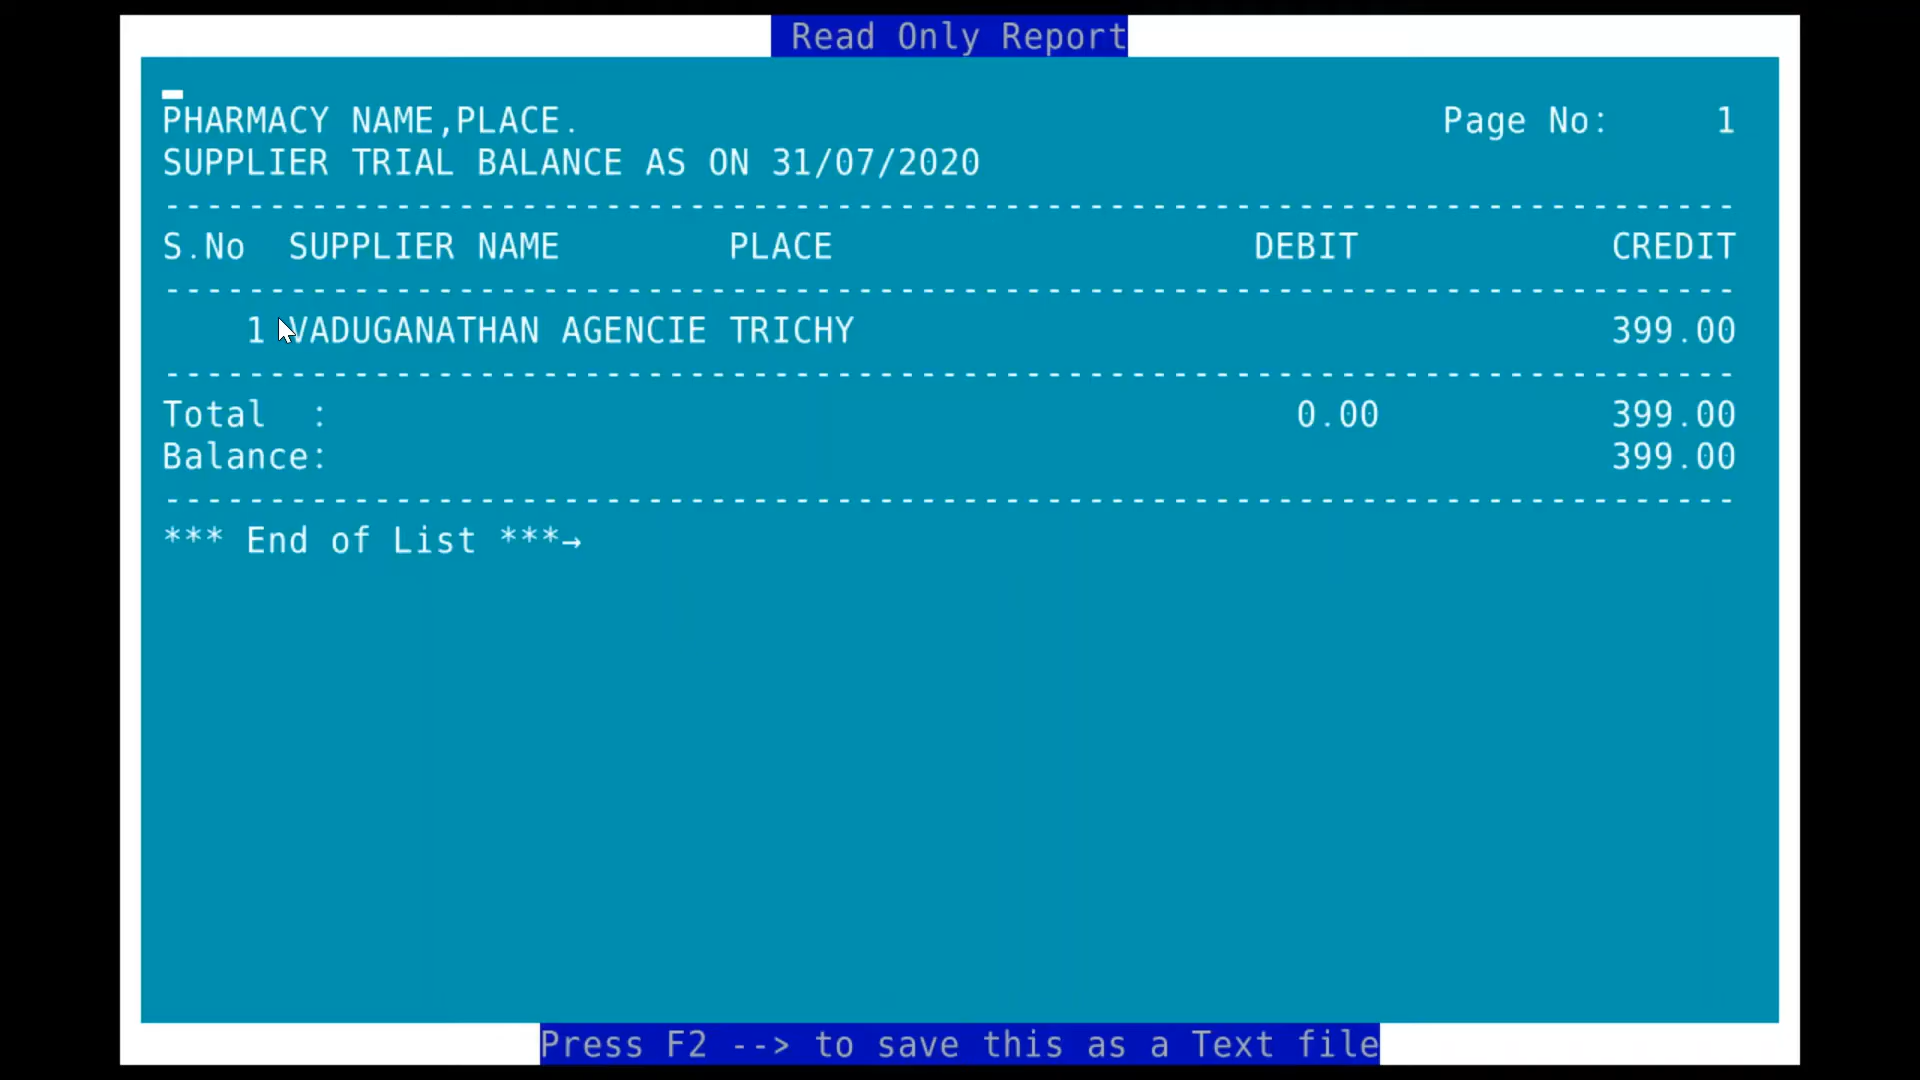 Read Only Report
PHARMACY NAME,PLACE. Page No: 1
SUPPLIER TRIAL BALANCE AS ON 31/07/2020
S.No SUPPLIER NAME PLACE DEBIT CREDIT
1 VADUGANATHAN AGENCIE TRICHY 399.00
Total : 0.00 399.00
Balance: 399.00
*** End of List ***→
Press F2 --> to save this as a Text file